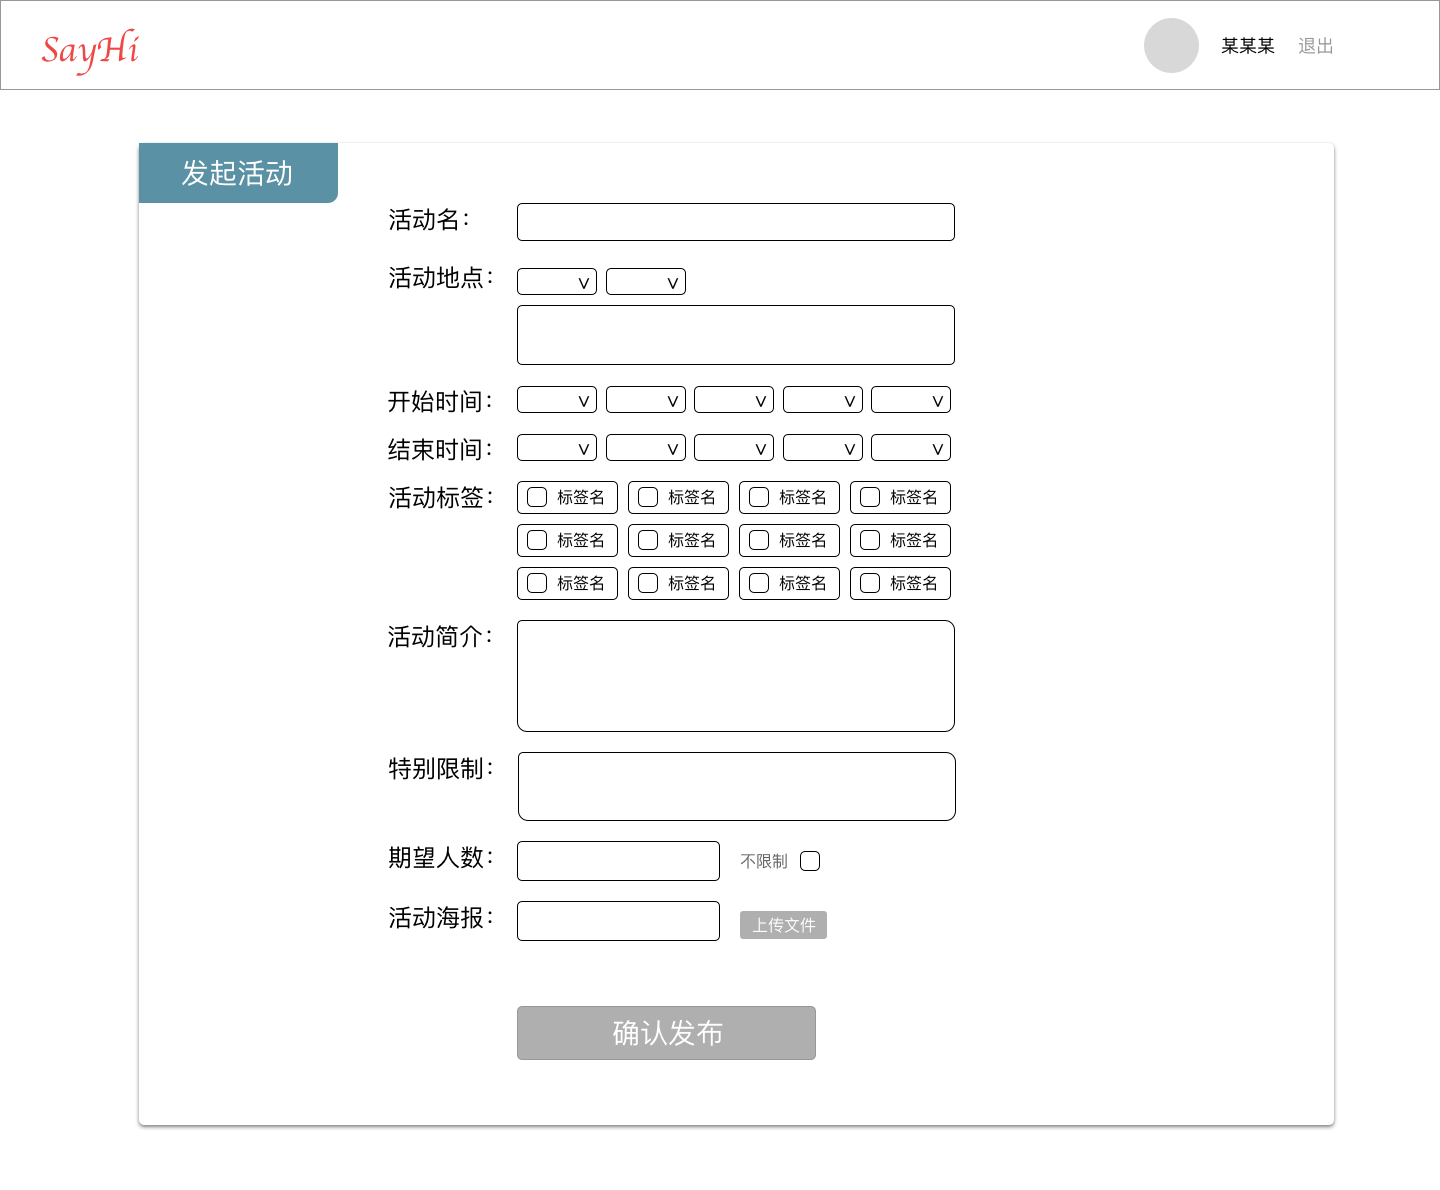 SayHi
某某某 退出
发起活动
活动名：
活动地点： v v
开始时间： v v v v v
结束时间： v v v v v
活动标签： 标签名 标签名 标签名 标签名
标签名 标签名 标签名 标签名
标签名 标签名 标签名 标签名
活动简介：
特别限制：
期望人数： 不限制
活动海报： 上传文件
确认发布